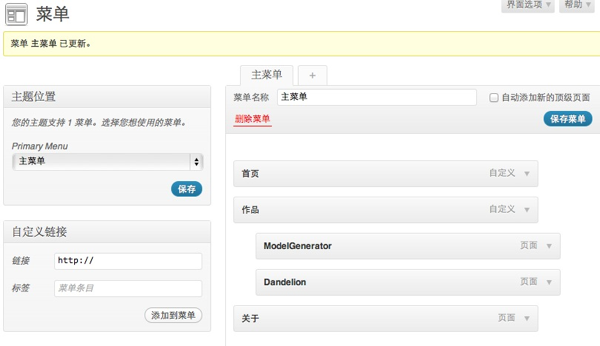 菜单
界面选项
帮助
菜单 主菜单 已更新。
主题位置
您的主题支持 1 菜单。选择您想使用的菜单。
Primary Menu
主菜单
保存
自定义链接
链接 http://
标签 菜单条目
添加到菜单
主菜单 +
菜单名称 主菜单 自动添加新的顶级页面
删除菜单 保存菜单
首页 自定义
作品 自定义
ModelGenerator 页面
Dandelion 页面
关于 页面